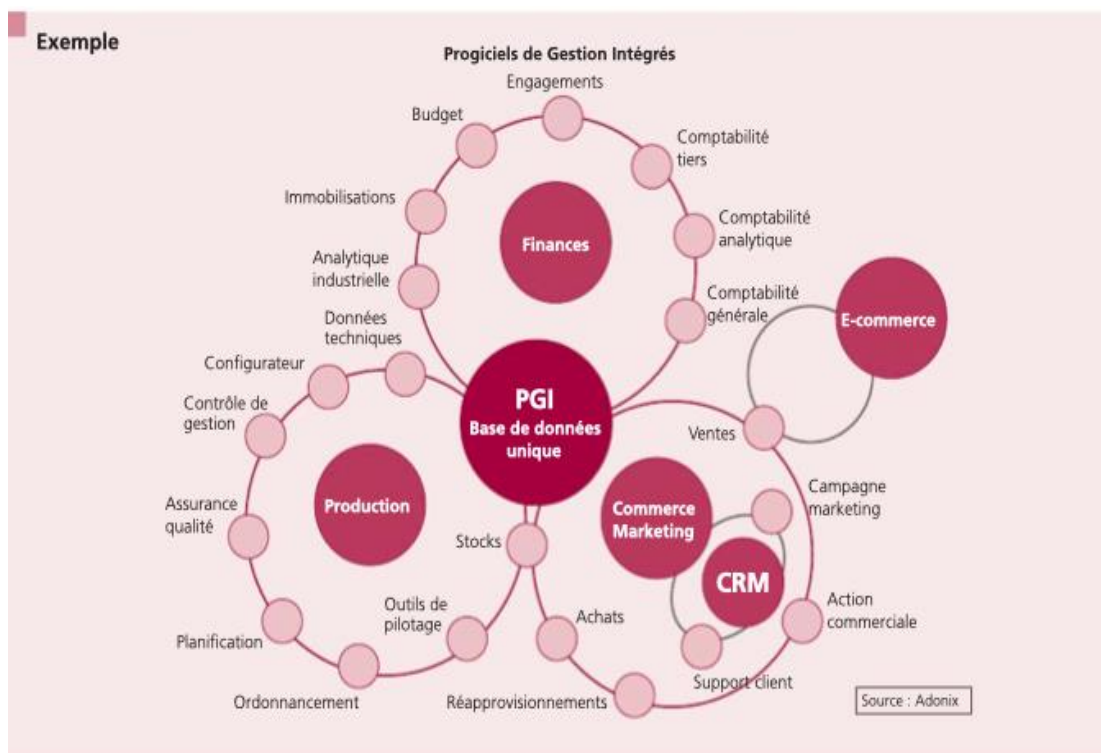 Exemple
Progiciels de Gestion Intégrés
Engagements
Budget
Comptabilité
tiers
Immobilisations
Comptabilité
analytique
Finances
Analytique
industrielle
Comptabilité
générale
E-commerce
Données
techniques
Configurateur
Contrôle de
gestion
PGI
Base de données
unique
Ventes
Production
Commerce
Marketing
Campagne
marketing
Assurance
qualité
Stocks
CRM
Outils de
pilotage
Achats
Action
commerciale
Planification
Support client
Ordonnancement
Réapprovisionnements
Source : Adonix